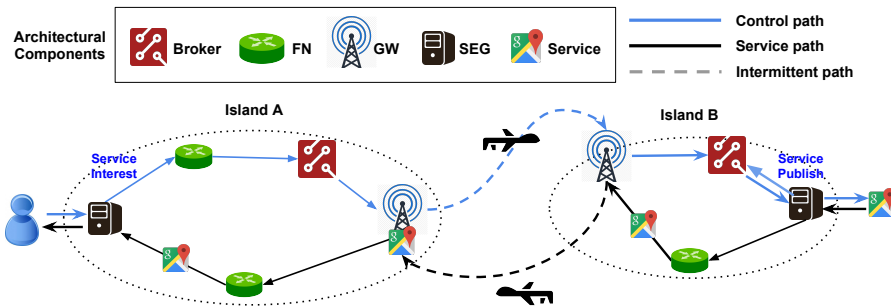 Architectural
Components
Broker
FN
GW
SEG
Service
Control path
Service path
Intermittent path
Island A
Island B
Service
Interest
Service
Publish